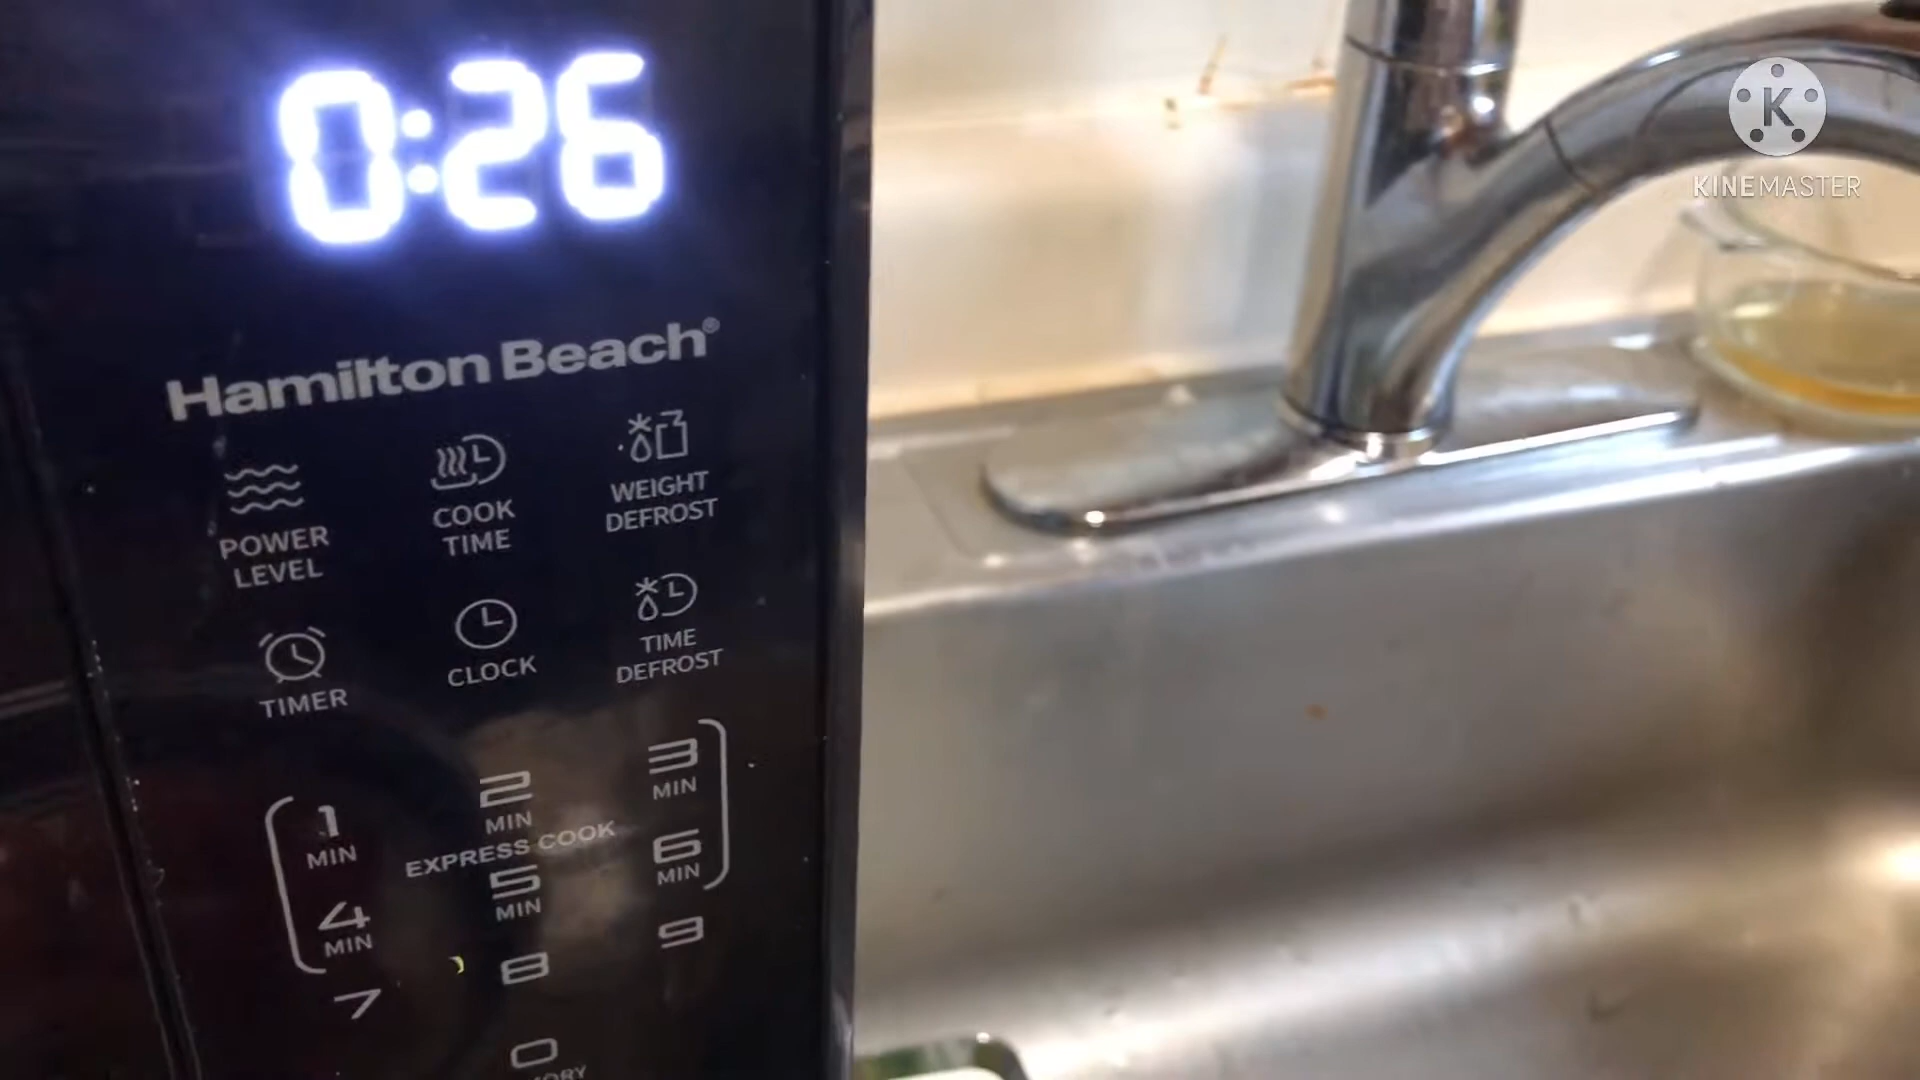 0:26
K
KINEMASTER
Hamilton Beach®
POWER
LEVEL
COOK
TIME
WEIGHT
DEFROST
TIMER
CLOCK
TIME
DEFROST
1
MIN
2
MIN
3
MIN
EXPRESS COOK
4
MIN
5
MIN
6
MIN
7
8
9
0